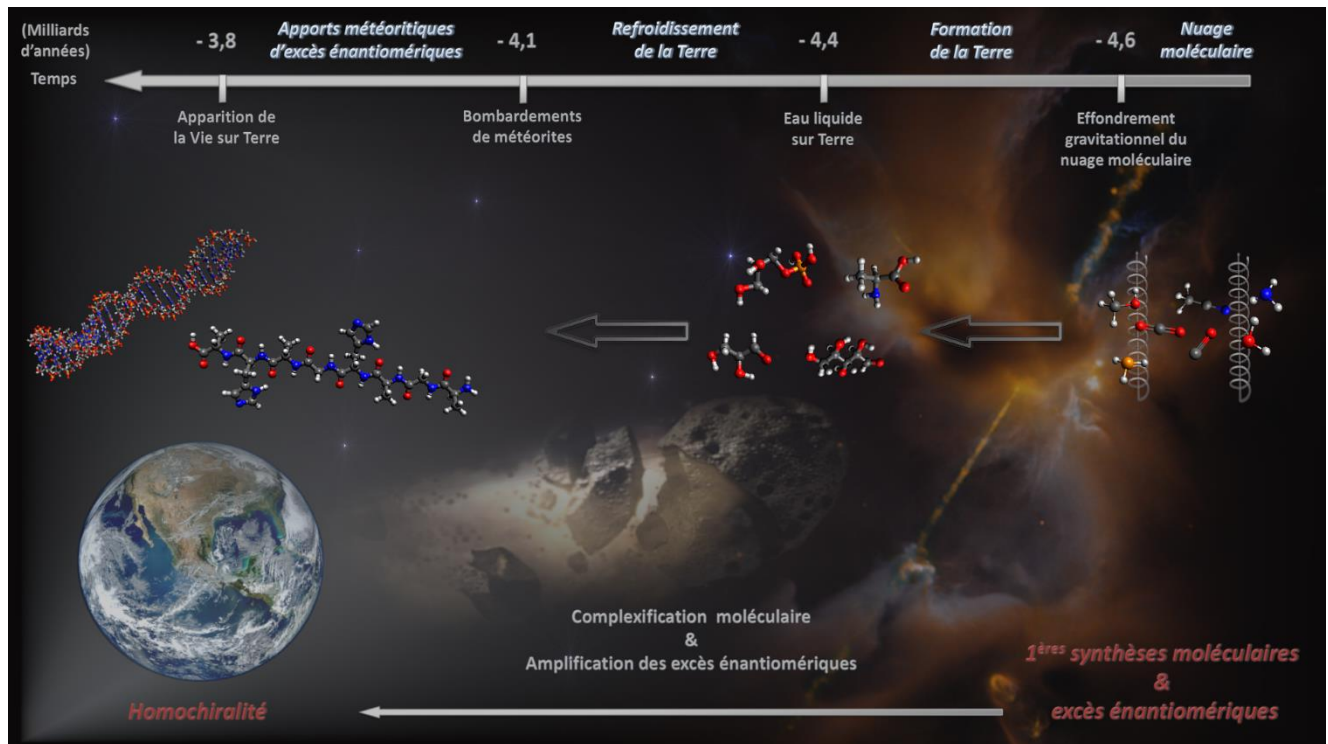 (Milliards
d'années)
- 3,8
Apports météoritiques
d'excès énantiomériques
- 4,1
Refroidissement
de la Terre
- 4,4
Formation
de la Terre
- 4,6
Nuage
moléculaire
Temps
Apparition de
la Vie sur Terre
Bombardements
de météorites
Eau liquide
sur Terre
Effondrement
gravitationnel du
nuage moléculaire
Complexification moléculaire
&
Amplification des excès énantiomériques
1ères synthèses moléculaires
&
excès énantiomériques
Homochiralité